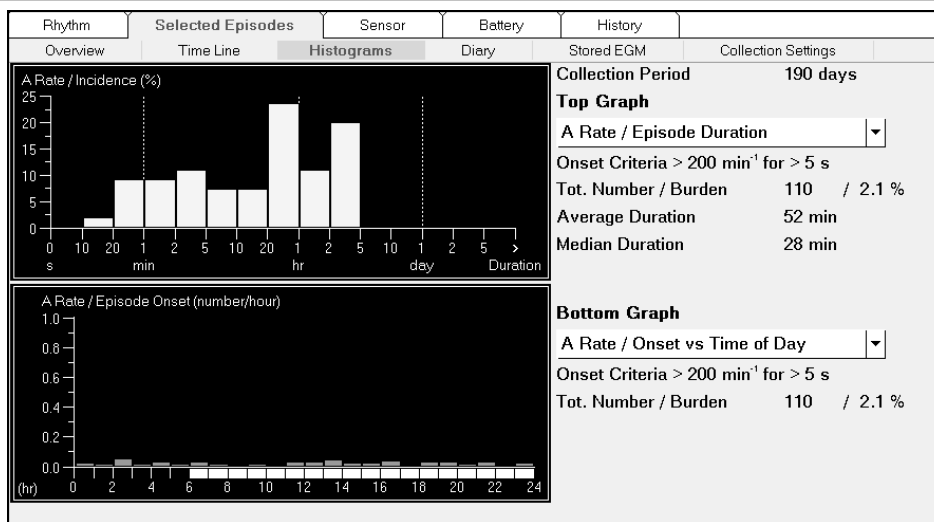 Rhythm Selected Episodes Sensor Battery History
Overview Time Line Histograms Diary Stored EGM Collection Settings
A Rate / Incidence (%)
25
20
15
10
5
0
0 10 20 1 2 5 10 20 1 2 5 10 1 2 5 >
s min hr day Duration
Collection Period 190 days
Top Graph
A Rate / Episode Duration
Onset Criteria > 200 min⁻¹ for > 5 s
Tot. Number / Burden 110 / 2.1 %
Average Duration 52 min
Median Duration 28 min
A Rate / Episode Onset (number/hour)
1.0
0.8
0.6
0.4
0.2
0.0
(hr) 0 2 4 6 8 10 12 14 16 18 20 22 24
Bottom Graph
A Rate / Onset vs Time of Day
Onset Criteria > 200 min⁻¹ for > 5 s
Tot. Number / Burden 110 / 2.1 %